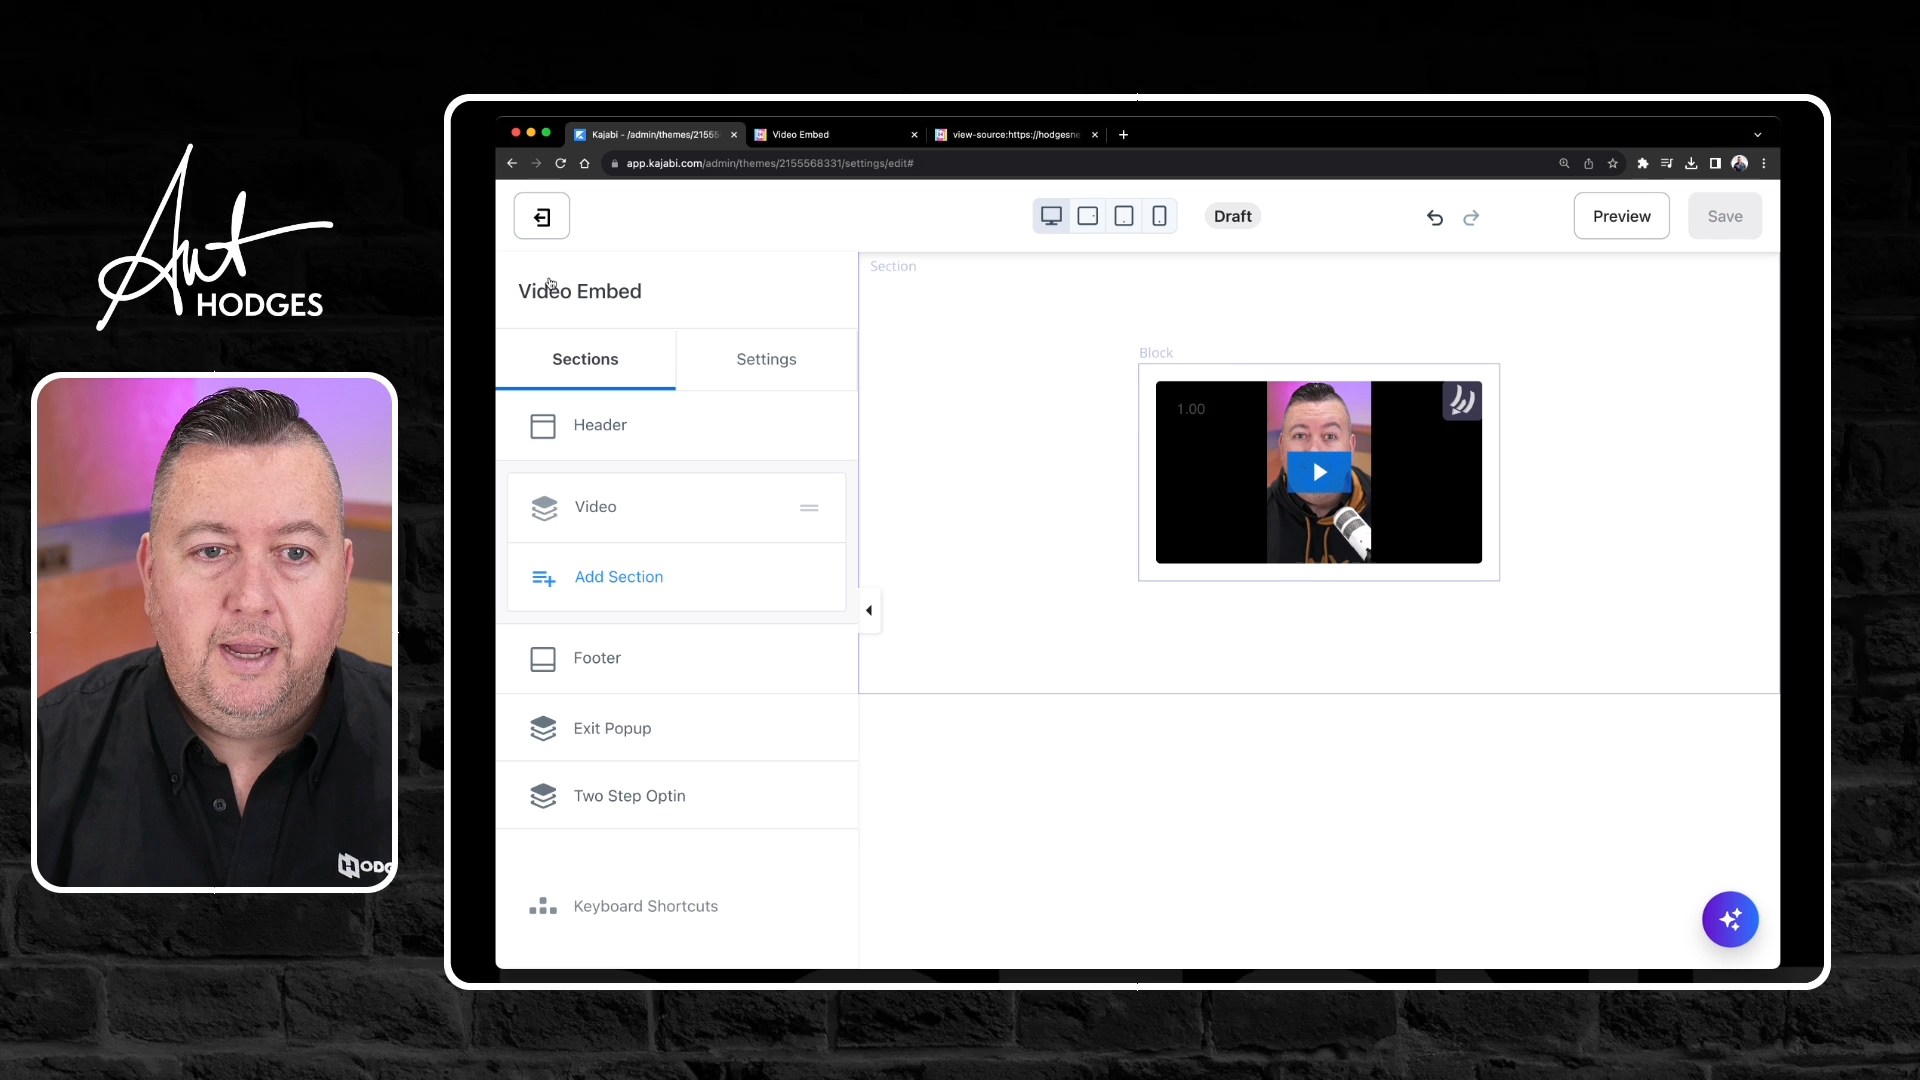 Ant
HODGES
Kajabi - /admin/themes/21555
Video Embed
view-source:https://hodgesne
app.kajabi.com/admin/themes/2155568331/settings/edit#
Draft
Preview
Save
Video Embed
Sections
Settings
Header
Video
Add Section
Footer
Exit Popup
Two Step Optin
Keyboard Shortcuts
Section
Block
1.00